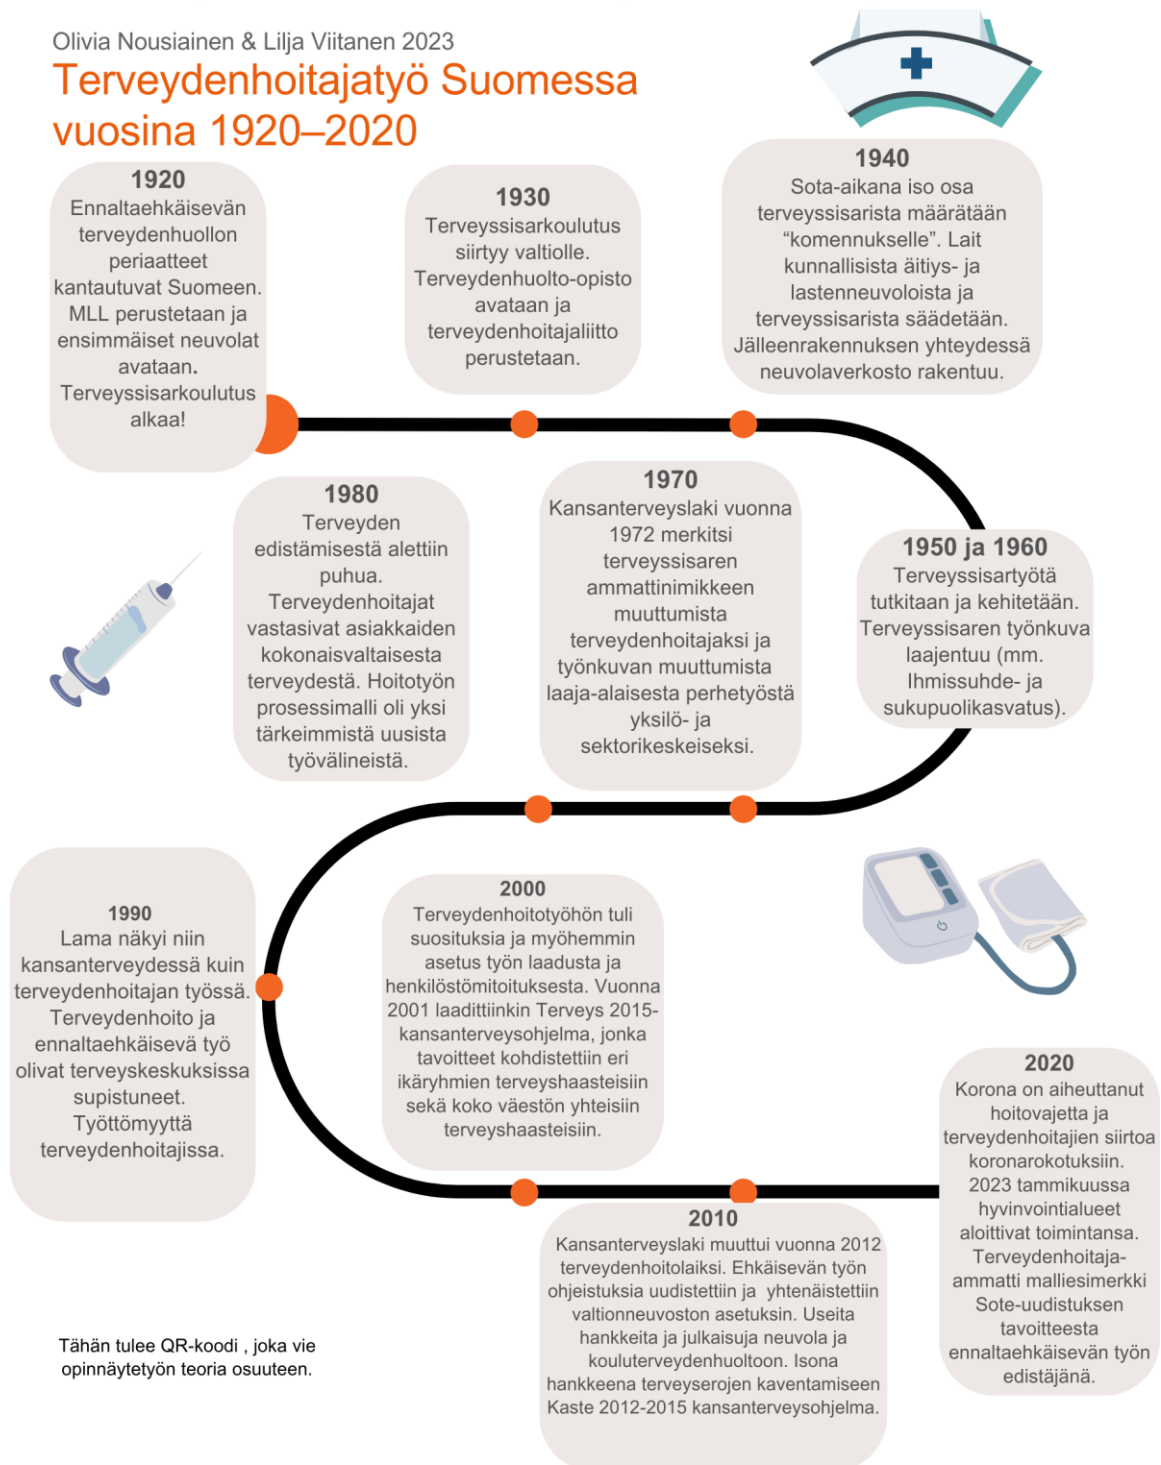 Olivia Nousiainen & Lilja Viitanen 2023
Terveydenhoitajatyö Suomessa
vuosina 1920–2020
1920
Ennaltaehkäisevän
terveydenhuollon
periaatteet
kantautuvat Suomeen.
MLL perustetaan ja
ensimmäiset neuvolat
avataan.
Terveyssisarkoulutus
alkaa!
1930
Terveyssisarkoulutus
siirtyy valtiolle.
Terveydenhuolto-opisto
avataan ja
terveydenhoitajaliitto
perustetaan.
1940
Sota-aikana iso osa
terveyssisarista määrätään
“komennukselle”. Lait
kunnallisista äitiys- ja
lastenneuvoloista ja
terveyssisarista säädetään.
Jälleenrakennuksen yhteydessä
neuvolaverkosto rakentuu.
1950 ja 1960
Terveyssisartyötä
tutkitaan ja kehitetään.
Terveyssisaren työnkuva
laajentuu (mm.
Ihmissuhde- ja
sukupuolikasvatus).
1970
Kansanterveyslaki vuonna
1972 merkitsi
terveyssisaren
ammattinimikkeen
muuttumista
terveydenhoitajaksi ja
työnkuvan muuttumista
laaja-alaisesta perhetyöstä
yksilö- ja
sektorikeskeiseksi.
1980
Terveyden
edistämisestä alettiin
puhua.
Terveydenhoitajat
vastasivat asiakkaiden
kokonaisvaltaisesta
terveydestä. Hoitotyön
prosessimalli oli yksi
tärkeimmistä uusista
työvälineistä.
1990
Lama näkyi niin
kansanterveydessä kuin
terveydenhoitajan työssä.
Terveydenhoito ja
ennaltaehkäisevä työ
olivat terveyskeskuksissa
supistuneet.
Työttömyyttä
terveydenhoitajissa.
2000
Terveydenhoitotyöhön tuli
suosituksia ja myöhemmin
asetus työn laadusta ja
henkilöstömitoituksesta. Vuonna
2001 laadittiinkin Terveys 2015-
kansanterveysohjelma, jonka
tavoitteet kohdistettiin eri
ikäryhmien terveyshaasteisiin
sekä koko väestön yhteisiin
terveyshaasteisiin.
2010
Kansanterveyslaki muuttui vuonna 2012
terveydenhoitolaiksi. Ehkäisevän työn
ohjeistuksia uudistettiin ja yhtenäistettiin
valtionneuvoston asetuksin. Useita
hankkeita ja julkaisuja neuvola ja
kouluterveydenhuoltoon. Isona
hankkeena terveyserojen kaventamiseen
Kaste 2012-2015 kansanterveysohjelma.
2020
Korona on aiheuttanut
hoitovajetta ja
terveydenhoitajien siirtoa
koronarokotuksiin.
2023 tammikuussa
hyvinvointialueet
aloittivat toimintansa.
Terveydenhoitaja-
ammatti malliesimerkki
Sote-uudistuksen
tavoitteesta
ennaltaehkäisevän työn
edistäjänä.
Tähän tulee QR-koodi , joka vie
opinnäytetyön teoria osuuteen.